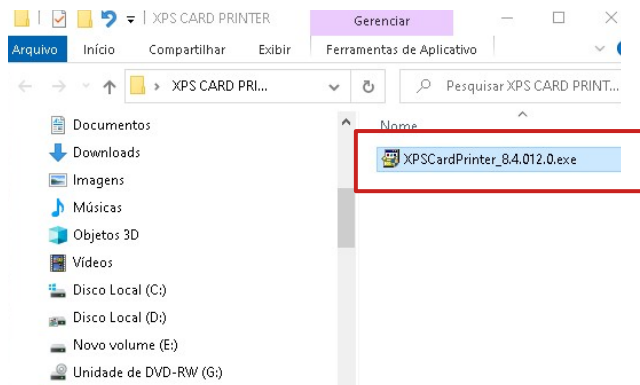 XPS CARD PRINTER
Gerenciar
Arquivo Início Compartilhar Exibir Ferramentas de Aplicativo
XPS CARD PRI...
Pesquisar XPS CARD PRINT...
Documentos
Downloads
Imagens
Músicas
Objetos 3D
Vídeos
Disco Local (C:)
Disco Local (D:)
Novo volume (E:)
Unidade de DVD-RW (G:)
Nome
XPSCardPrinter_8.4.012.0.exe